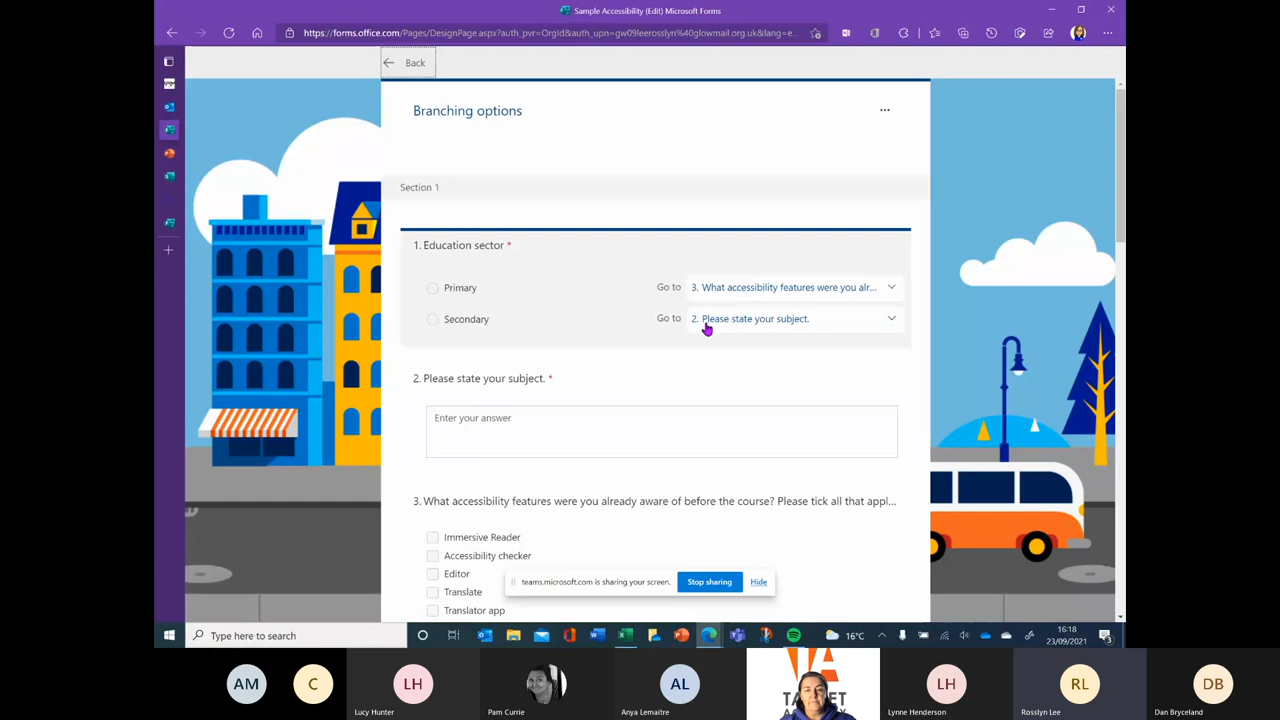 Sample Accessibility (Edit) Microsoft Forms
https://forms.office.com/Pages/DesignPage.aspx?auth_pvr=OrgId&auth_upn=gw09leerosslyn%40glowmail.org.uk&lang=e...
Back
Branching options
Section 1
1. Education sector *
Primary Go to 3. What accessibility features were you alr...
Secondary Go to 2. Please state your subject.
2. Please state your subject. *
Enter your answer
3. What accessibility features were you already aware of before the course? Please tick all that appl...
Immersive Reader
Accessibility checker
Editor
teams.microsoft.com is sharing your screen. Stop sharing Hide
Translate
Translator app
Type here to search
16°C
16:18
23/09/2021
AM
C
LH
AL
TA
LH
RL
DB
Lucy Hunter
Pam Currie
Anya Lemaitre
Lynne Henderson
Rosslyn Lee
Dan Bryceland